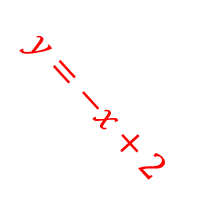 y = −x + 2